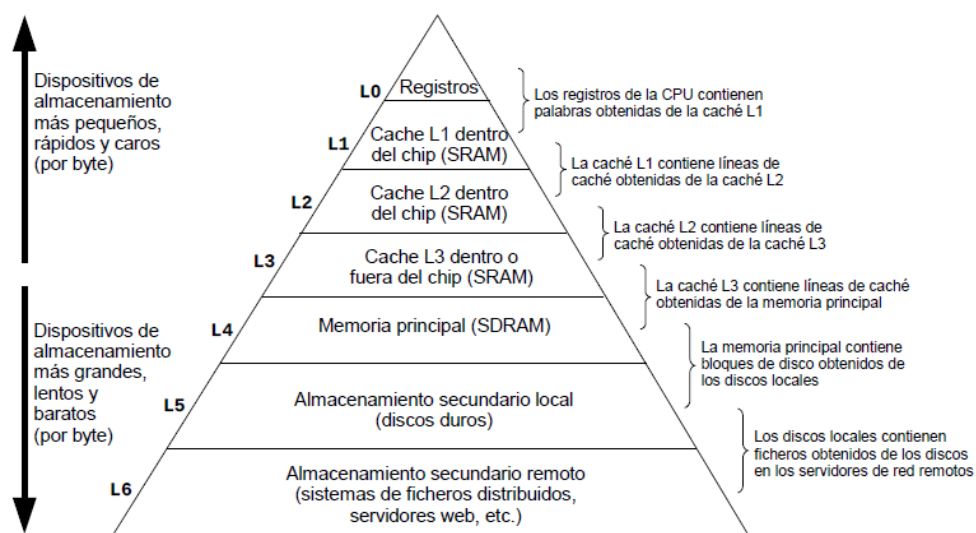 Dispositivos de
almacenamiento
más pequeños,
rápidos y caros
(por byte)
Dispositivos de
almacenamiento
más grandes,
lentos y
baratos
(por byte)
L0
Registros
Los registros de la CPU contienen
palabras obtenidas de la caché L1
L1
Cache L1 dentro
del chip (SRAM)
La caché L1 contiene líneas de
caché obtenidas de la caché L2
L2
Cache L2 dentro
del chip (SRAM)
La caché L2 contiene líneas de
caché obtenidas de la caché L3
L3
Cache L3 dentro o
fuera del chip (SRAM)
La caché L3 contiene líneas de caché
obtenidas de la memoria principal
L4
Memoria principal (SDRAM)
La memoria principal contiene
bloques de disco obtenidos de
los discos locales
L5
Almacenamiento secundario local
(discos duros)
Los discos locales contienen
ficheros obtenidos de los discos
en los servidores de red remotos
L6
Almacenamiento secundario remoto
(sistemas de ficheros distribuidos,
servidores web, etc.)